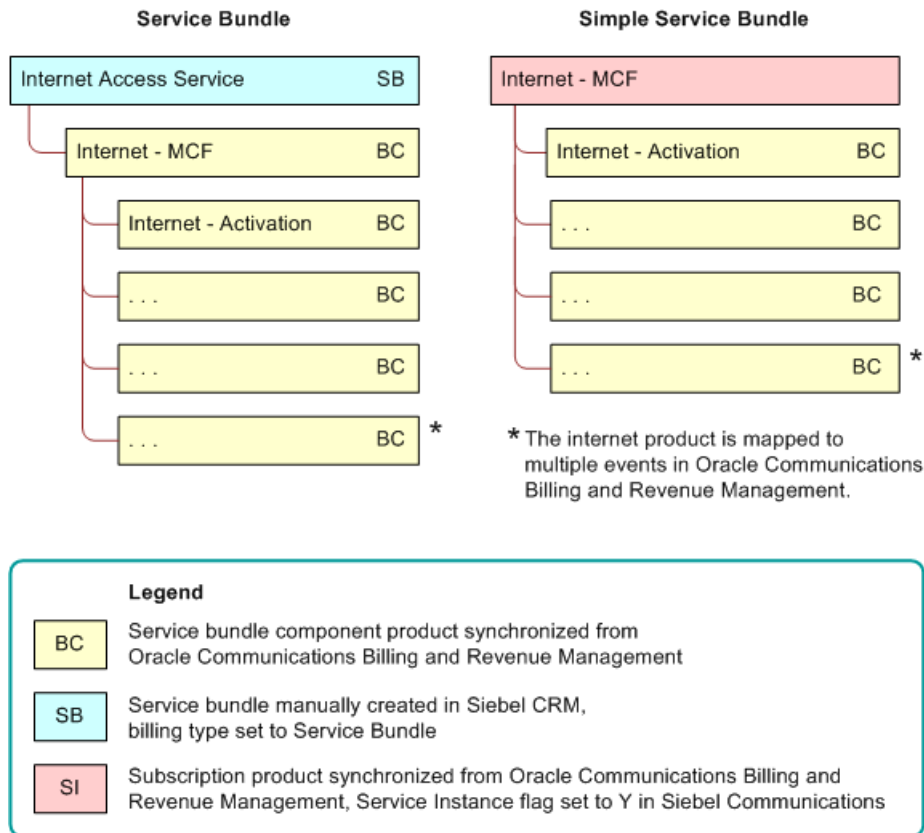 Service Bundle
Internet Access Service SB
Internet - MCF BC
Internet - Activation BC
. . . BC
. . . BC
. . . BC *
Simple Service Bundle
Internet - MCF
Internet - Activation BC
. . . BC
. . . BC
. . . BC *
* The internet product is mapped to
multiple events in Oracle Communications
Billing and Revenue Management.
Legend
BC Service bundle component product synchronized from
Oracle Communications Billing and Revenue Management
SB Service bundle manually created in Siebel CRM,
billing type set to Service Bundle
SI Subscription product synchronized from Oracle Communications Billing and
Revenue Management, Service Instance flag set to Y in Siebel Communications